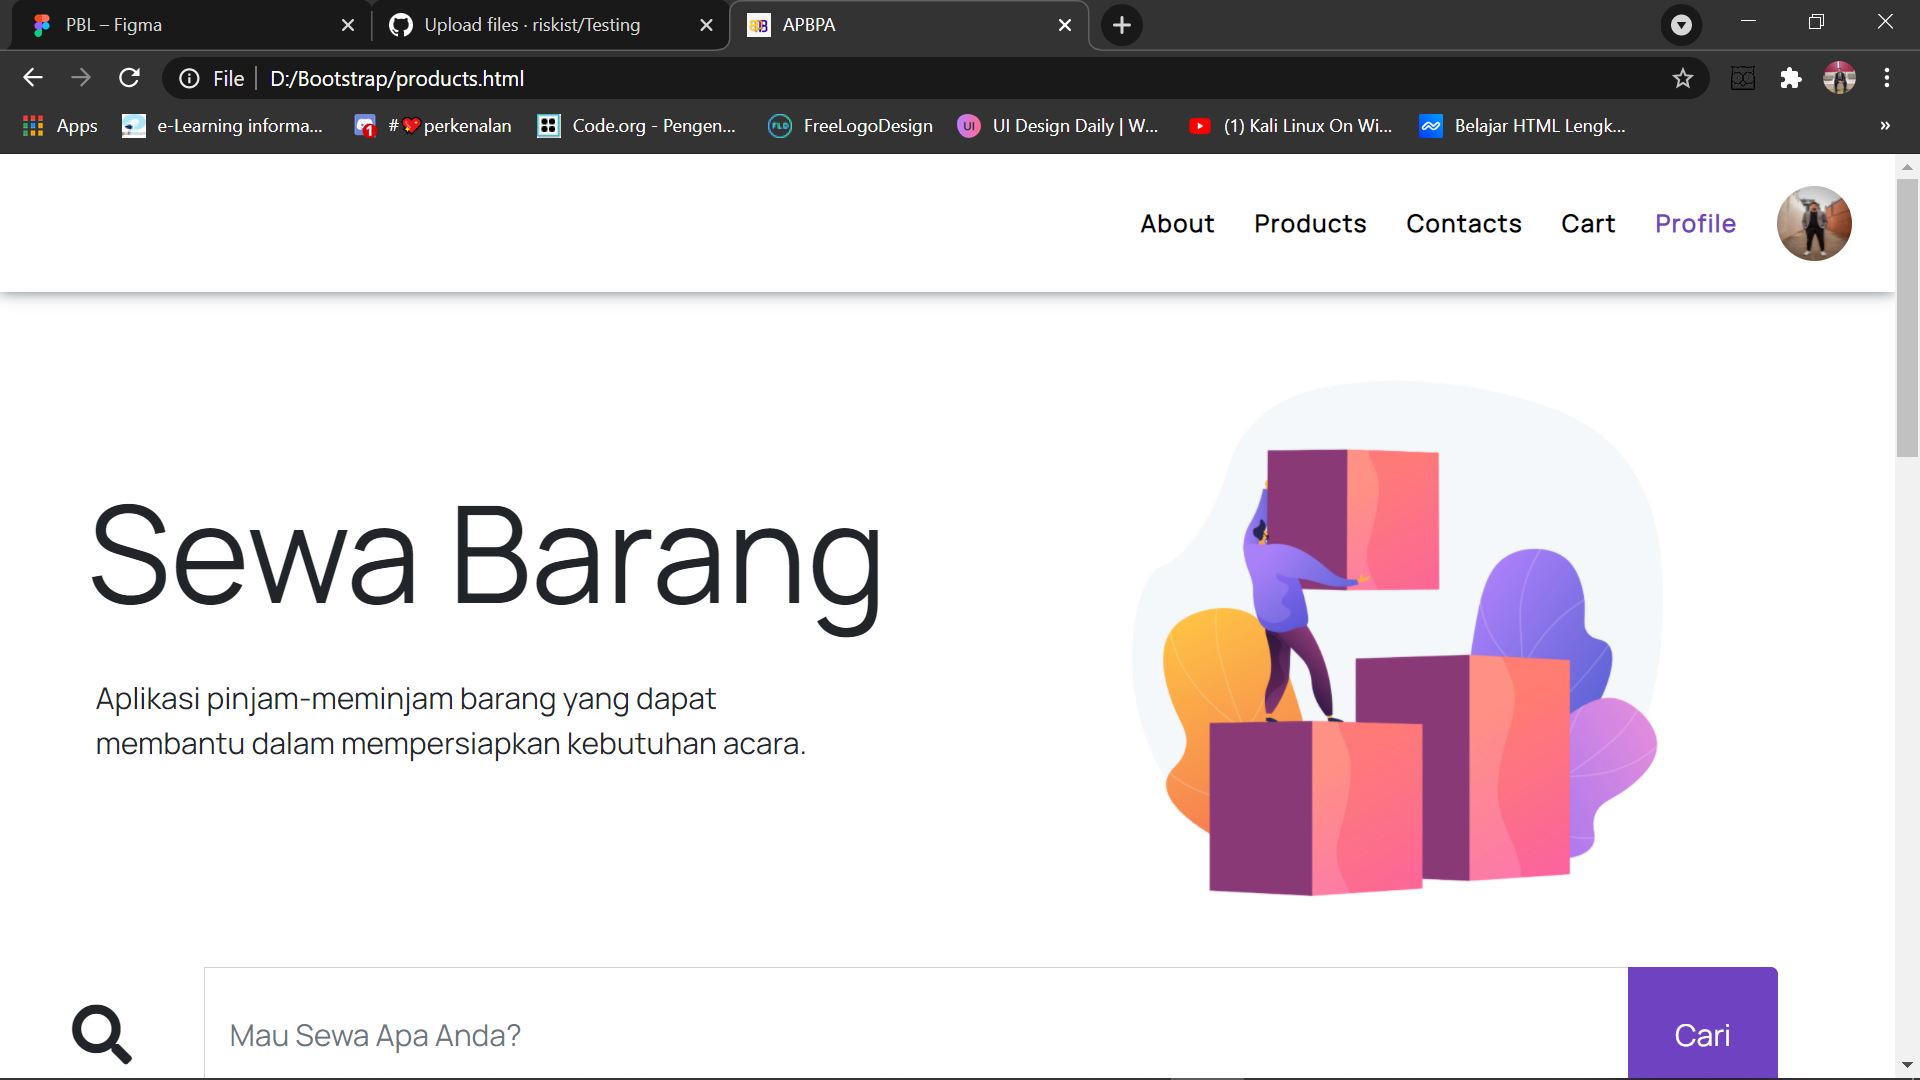 PBL – Figma
Upload files · riskist/Testing
APBPA
File
D:/Bootstrap/products.html
Apps
e-Learning informa...
#💖perkenalan
Code.org - Pengen...
FreeLogoDesign
UI Design Daily | W...
(1) Kali Linux On Wi...
Belajar HTML Lengk...
»
About
Products
Contacts
Cart
Profile
Sewa Barang
Aplikasi pinjam-meminjam barang yang dapat
membantu dalam mempersiapkan kebutuhan acara.
Mau Sewa Apa Anda?
Cari